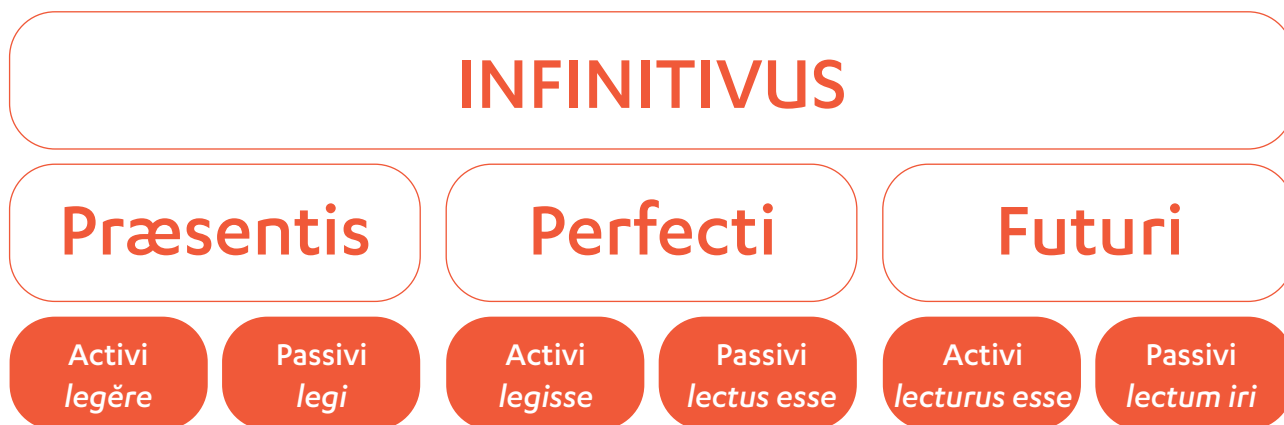 INFINITIVUS
Præsentis
Perfecti
Futuri
Activi
legĕre
Passivi
legi
Activi
legisse
Passivi
lectus esse
Activi
lecturus esse
Passivi
lectum iri